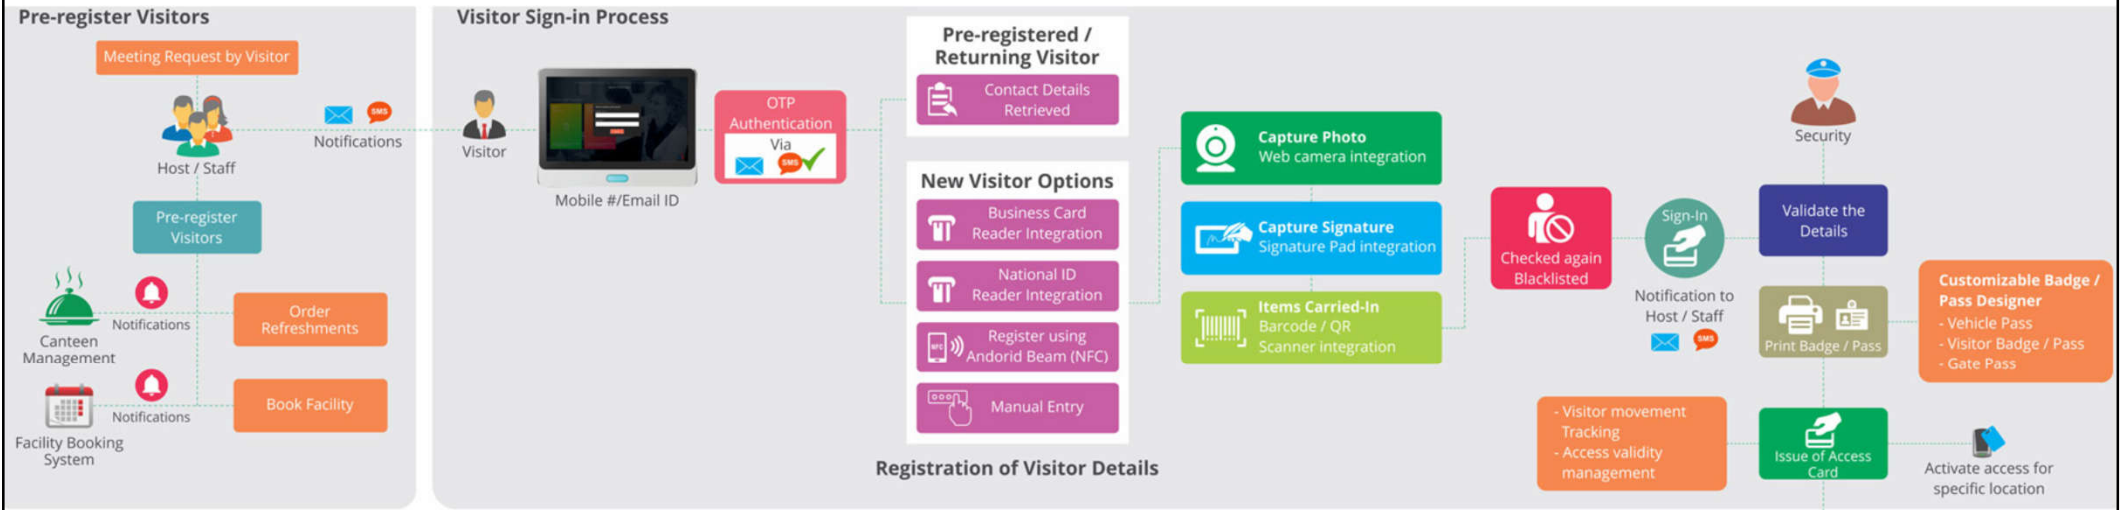 Pre-register Visitors
Meeting Request by Visitor
Host / Staff
SMS
Notifications
Pre-register
Visitors
Notifications
Canteen
Management
Order
Refreshments
Notifications
Facility Booking
System
Book Facility
Visitor Sign-in Process
Visitor
Mobile #/Email ID
OTP
Authentication
Via
SMS
Pre-registered /
Returning Visitor
Contact Details
Retrieved
New Visitor Options
Business Card
Reader Integration
National ID
Reader Integration
NFC
Register using
Andorid Beam (NFC)
Manual Entry
Registration of Visitor Details
Capture Photo
Web camera integration
Capture Signature
Signature Pad integration
Items Carried-In
Barcode / QR
Scanner integration
Checked again
Blacklisted
Sign-In
Notification to
Host / Staff
SMS
Security
Validate the
Details
Print Badge / Pass
Customizable Badge /
Pass Designer
- Vehicle Pass
- Visitor Badge / Pass
- Gate Pass
- Visitor movement
Tracking
- Access validity
management
Issue of Access
Card
Activate access for
specific location